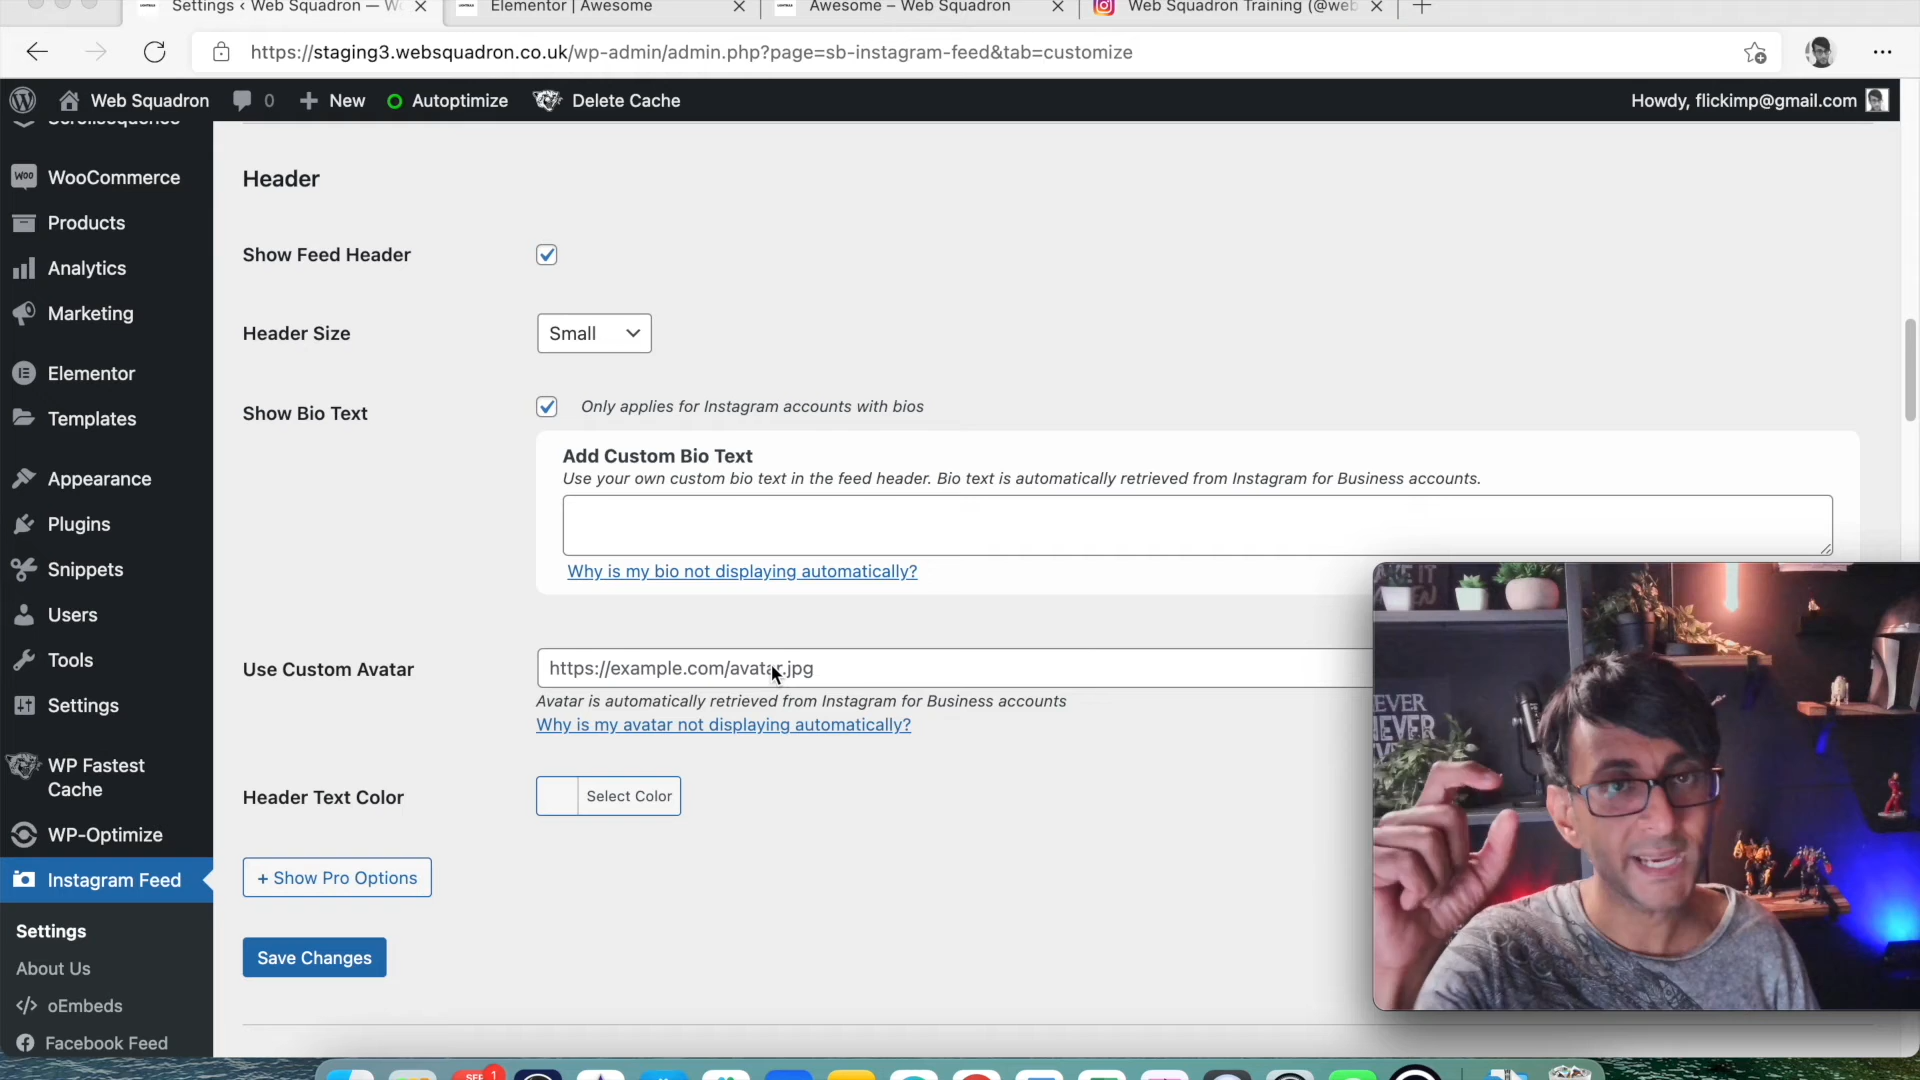 Settings ‹ Web Squadron — W
Elementor | Awesome
Awesome – Web Squadron
Web Squadron Training (@web
https://staging3.websquadron.co.uk/wp-admin/admin.php?page=sb-instagram-feed&tab=customize
Web Squadron
0
New
Autoptimize
Delete Cache
Howdy, flickimp@gmail.com
Scrollsequence
WooCommerce
Products
Analytics
Marketing
Elementor
Templates
Appearance
Plugins
Snippets
Users
Tools
Settings
WP Fastest
Cache
WP-Optimize
Instagram Feed
Settings
About Us
oEmbeds
Facebook Feed
Header
Show Feed Header
Header Size
Small
Show Bio Text
Only applies for Instagram accounts with bios
Add Custom Bio Text
Use your own custom bio text in the feed header. Bio text is automatically retrieved from Instagram for Business accounts.
Why is my bio not displaying automatically?
Use Custom Avatar
https://example.com/avatar.jpg
Avatar is automatically retrieved from Instagram for Business accounts
Why is my avatar not displaying automatically?
Header Text Color
Select Color
+ Show Pro Options
Save Changes
NEVER
SEP 1